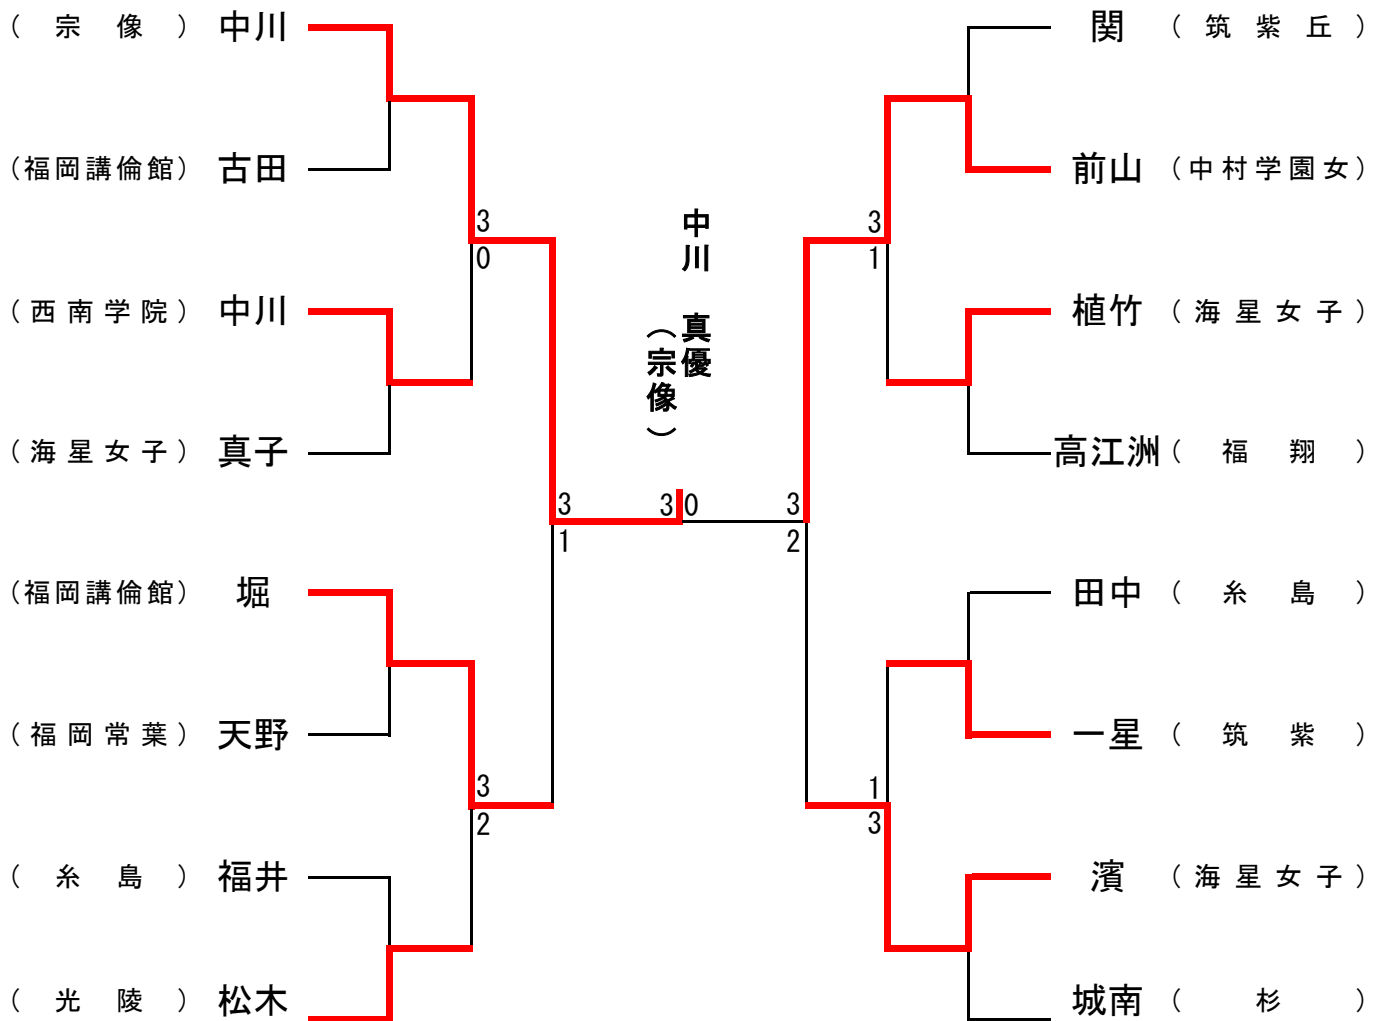 （宗像） 中川
（福岡講倫館） 古田
3
0
（西南学院） 中川
（海星女子） 真子
3
1
（福岡講倫館） 堀
（福岡常葉） 天野
3
2
（糸島） 福井
（光陵） 松木
中川　真優
（宗像）
3 0
関 （筑紫丘）
前山 （中村学園女）
3
1
植竹 （海星女子）
高江洲 （福翔）
3
2
田中 （糸島）
一星 （筑紫）
1
3
濱 （海星女子）
城南 （杉）